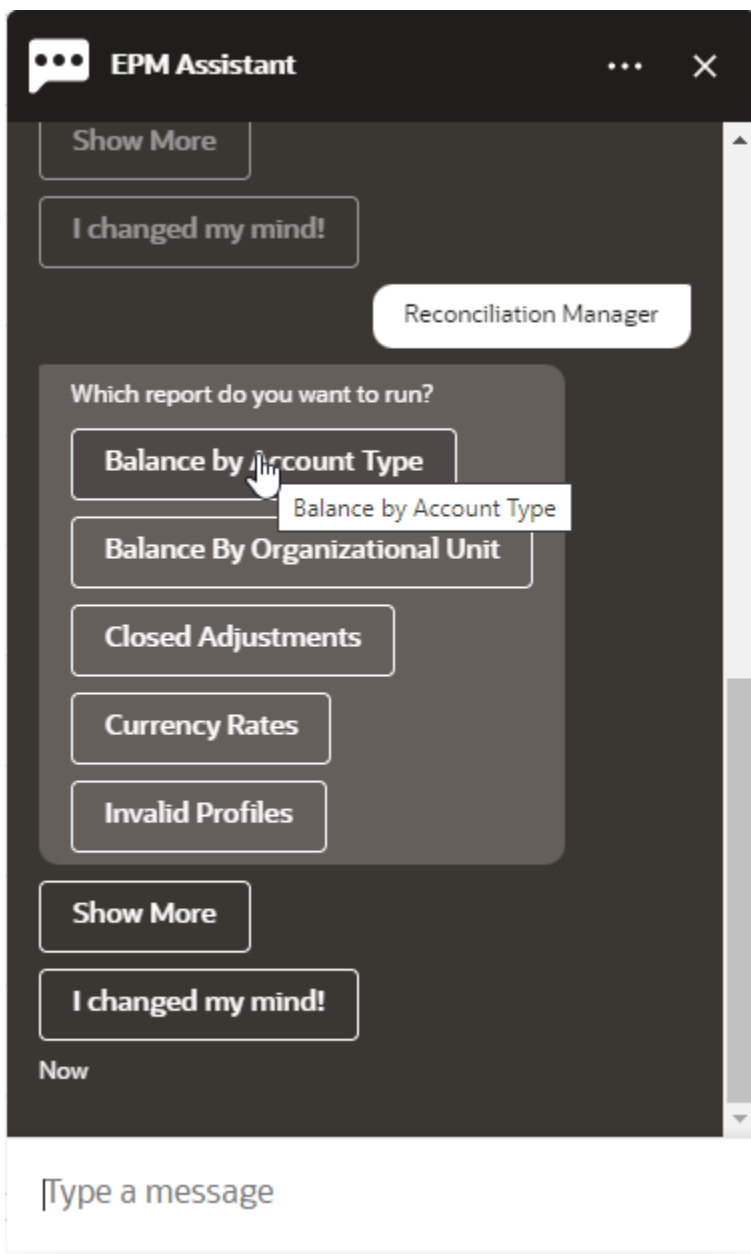 EPM Assistant
Show More
I changed my mind!
Reconciliation Manager
Which report do you want to run?
Balance by Account Type
Balance by Account Type
Balance By Organizational Unit
Closed Adjustments
Currency Rates
Invalid Profiles
Show More
I changed my mind!
Now
Type a message